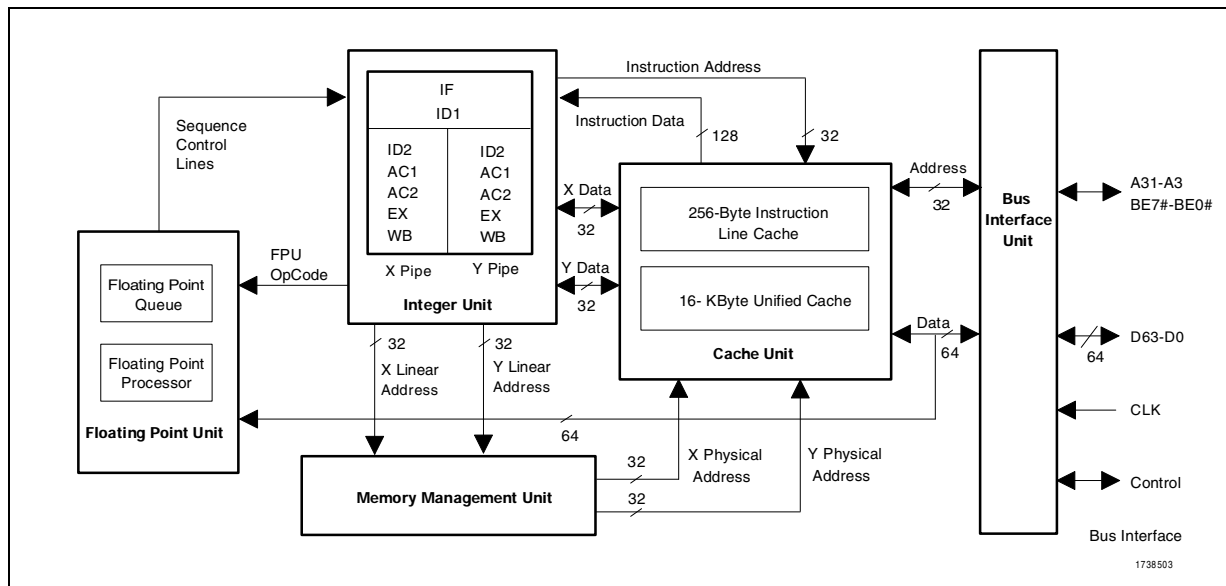 Instruction Address
IF
ID1
Instruction Data
128
32
Sequence
Control
Lines
ID2
AC1
AC2
EX
WB
ID2
AC1
AC2
EX
WB
X Pipe
Y Pipe
Integer Unit
X Data
32
Y Data
32
256-Byte Instruction
Line Cache
16- KByte Unified Cache
Cache Unit
Address
32
Data
64
Bus
Interface
Unit
A31-A3
BE7#-BE0#
D63-D0
64
CLK
Control
Bus Interface
FPU
OpCode
Floating Point
Queue
Floating Point
Processor
Floating Point Unit
32
X Linear
Address
32
Y Linear
Address
64
Memory Management Unit
32
32
X Physical
Address
Y Physical
Address
1738503